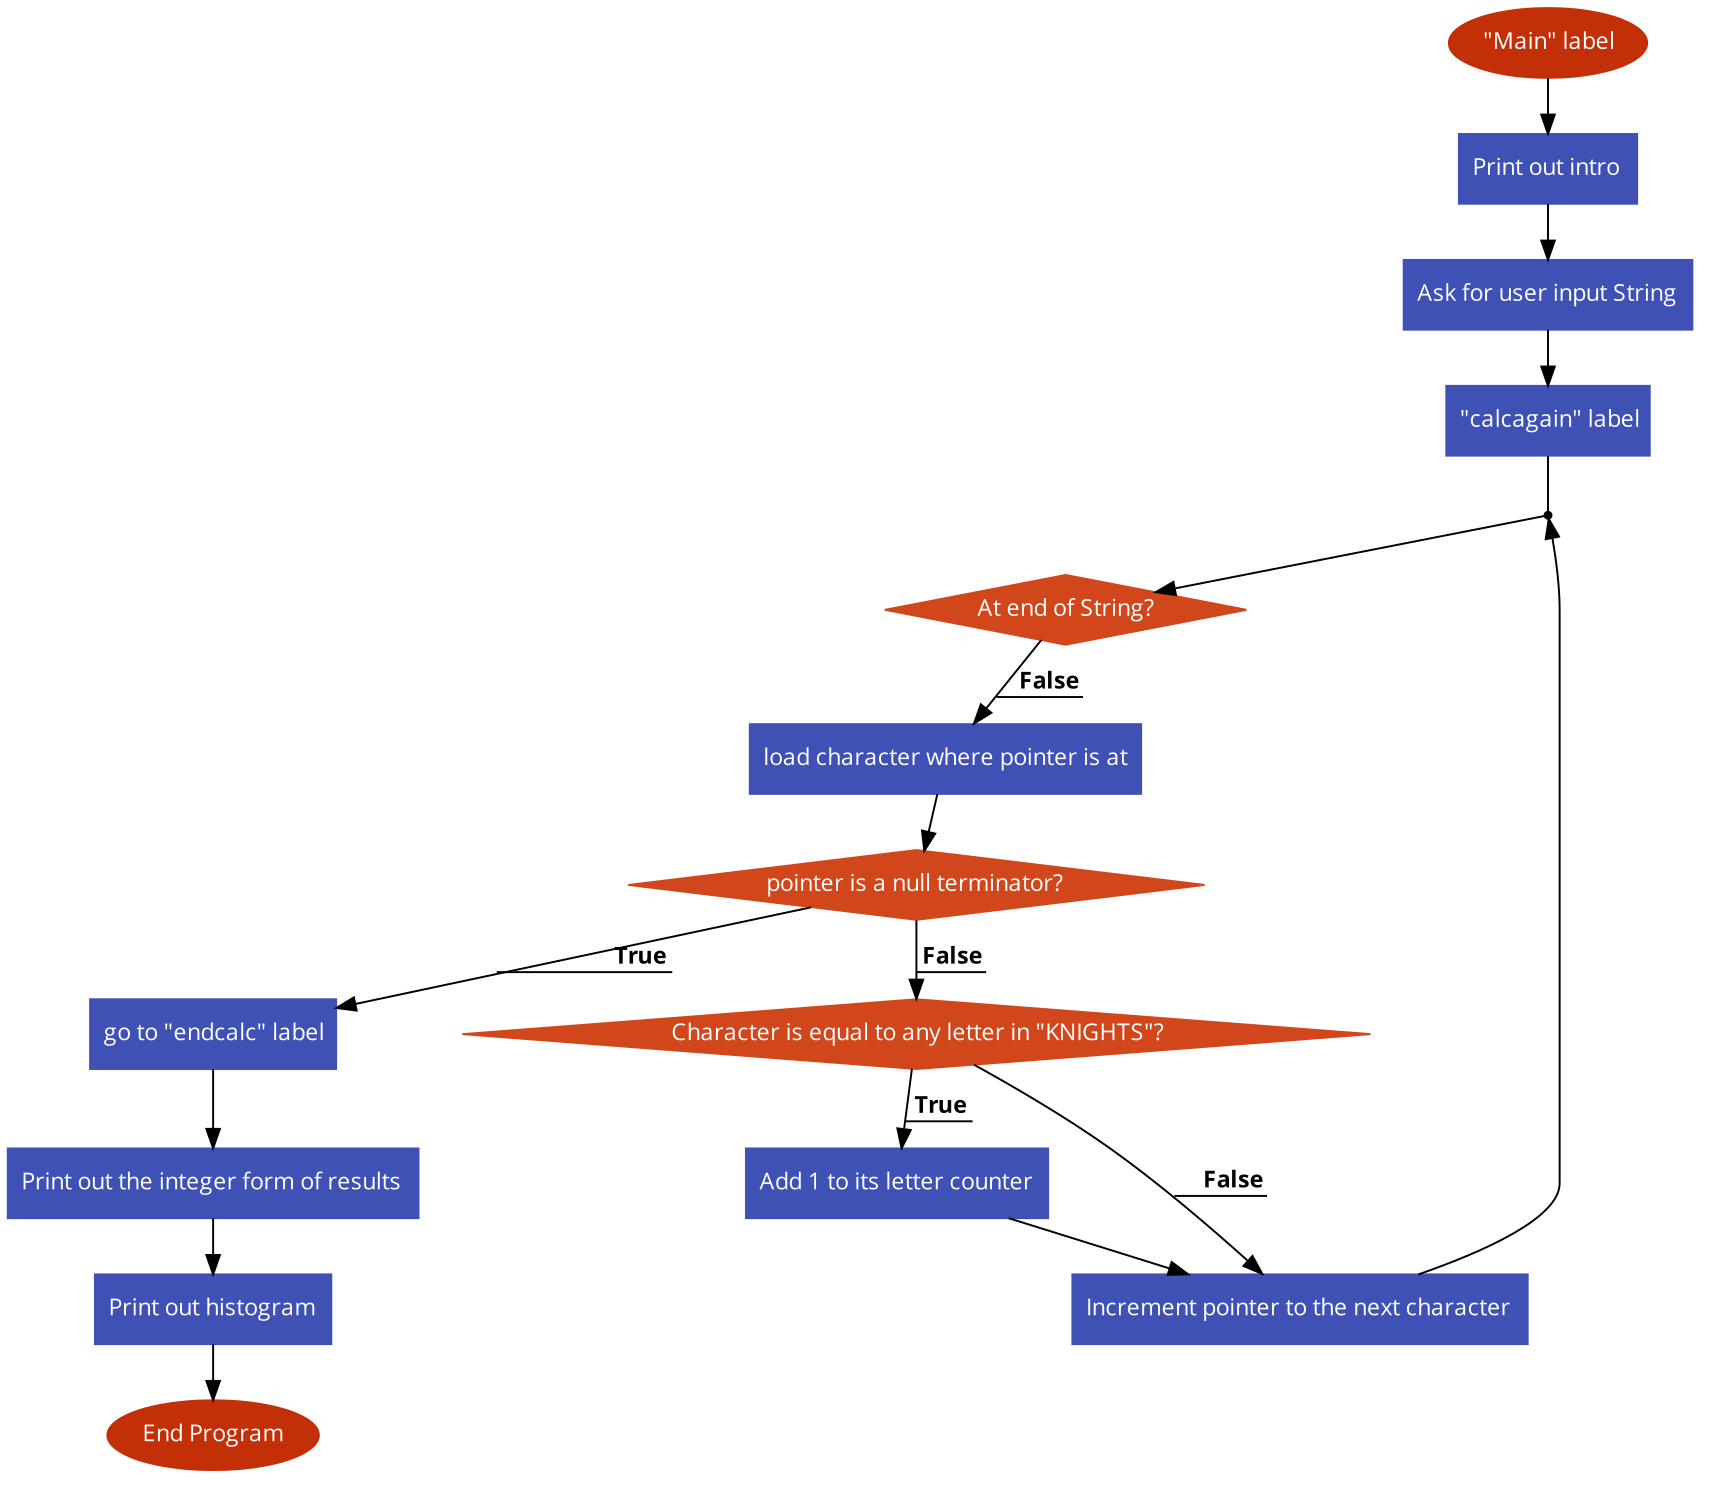 "Main" label
Print out intro
Ask for user input String
"calcagain" label
At end of String?
False
load character where pointer is at
pointer is a null terminator?
True
False
go to "endcalc" label
Character is equal to any letter in "KNIGHTS"?
True
False
Print out the integer form of results
Add 1 to its letter counter
Print out histogram
Increment pointer to the next character
End Program